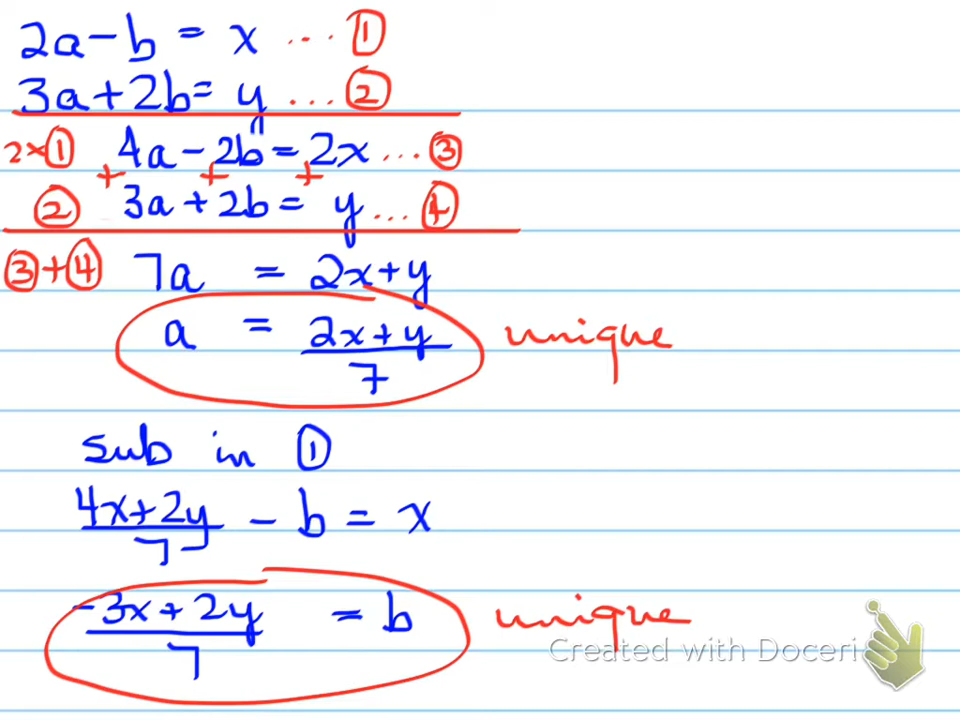 2a - b = x ... ①
3a + 2b = y ... ②
2× ① 4a - 2b = 2x ... ③
+ + +
② 3a + 2b = y ... ④
③ + ④ 7a = 2x + y
a = (2x + y)/7 unique
sub in ①
(4x + 2y)/7 - b = x
(-3x + 2y)/7 = b unique
Created with Doceri